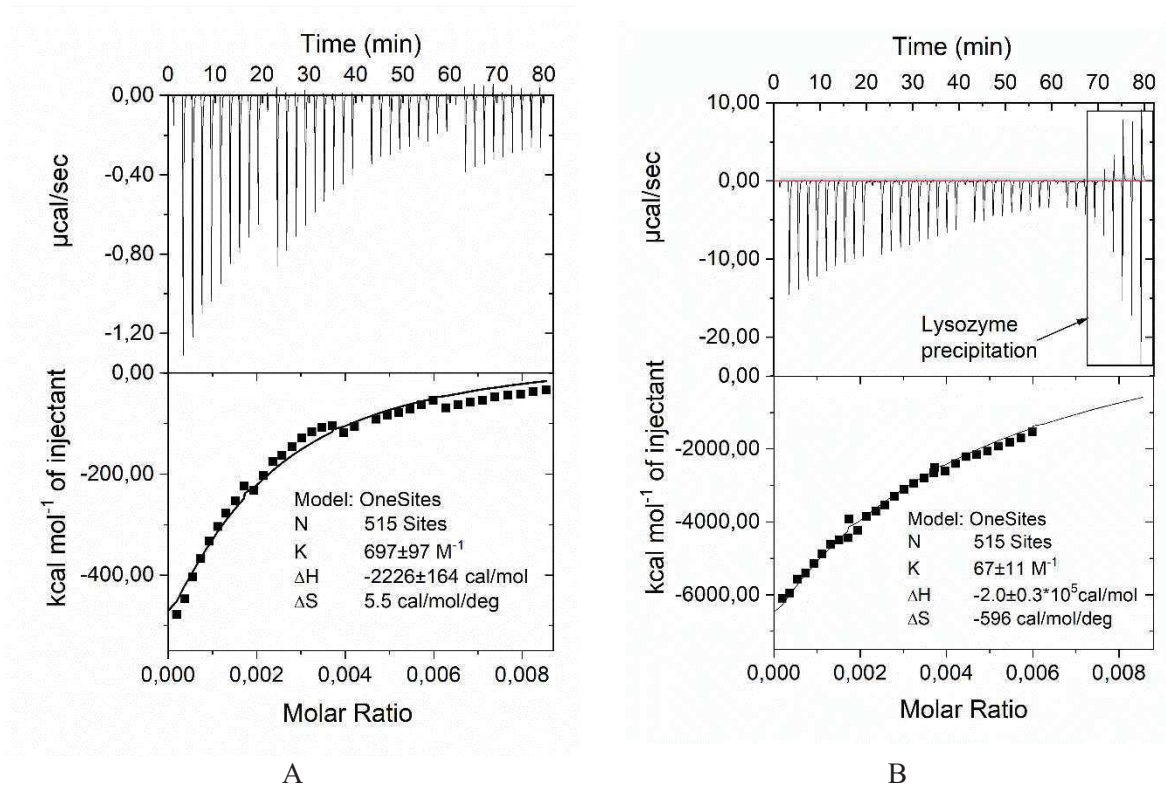 Time (min)
0 10 20 30 40 50 60 70 80
0,00
-0,40
-0,80
-1,20
µcal/sec
0,00
-200,00
-400,00
kcal mol⁻¹ of injectant
Model: OneSites
N 515 Sites
K 697±97 M⁻¹
ΔH -2226±164 cal/mol
ΔS 5.5 cal/mol/deg
0,000 0,002 0,004 0,006 0,008
Molar Ratio
A
Time (min)
0 10 20 30 40 50 60 70 80
10,00
0,00
-10,00
-20,00
µcal/sec
Lysozyme
precipitation
0,00
-2000,00
-4000,00
-6000,00
kcal mol⁻¹ of injectant
Model: OneSites
N 515 Sites
K 67±11 M⁻¹
ΔH -2.0±0.3*10⁵cal/mol
ΔS -596 cal/mol/deg
0,000 0,002 0,004 0,006 0,008
Molar Ratio
B